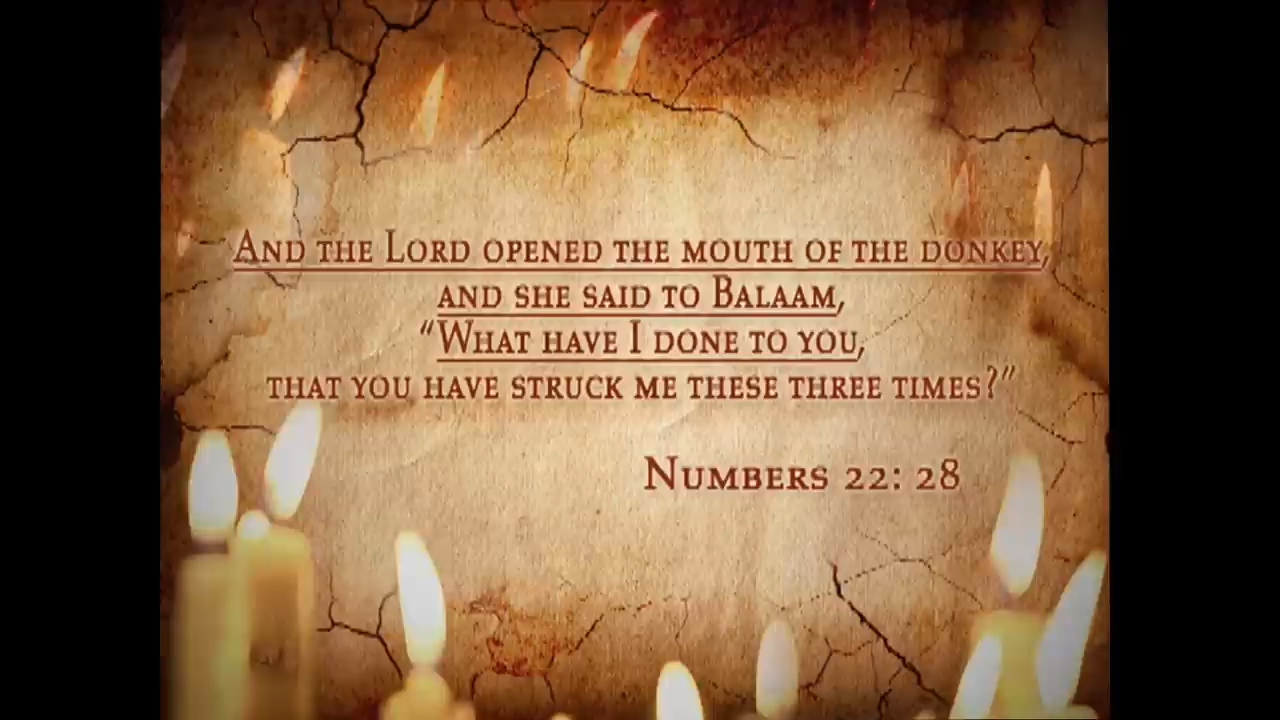 And the Lord opened the mouth of the donkey,
and she said to Balaam,
“What have I done to you,
that you have struck me these three times?”
Numbers 22: 28